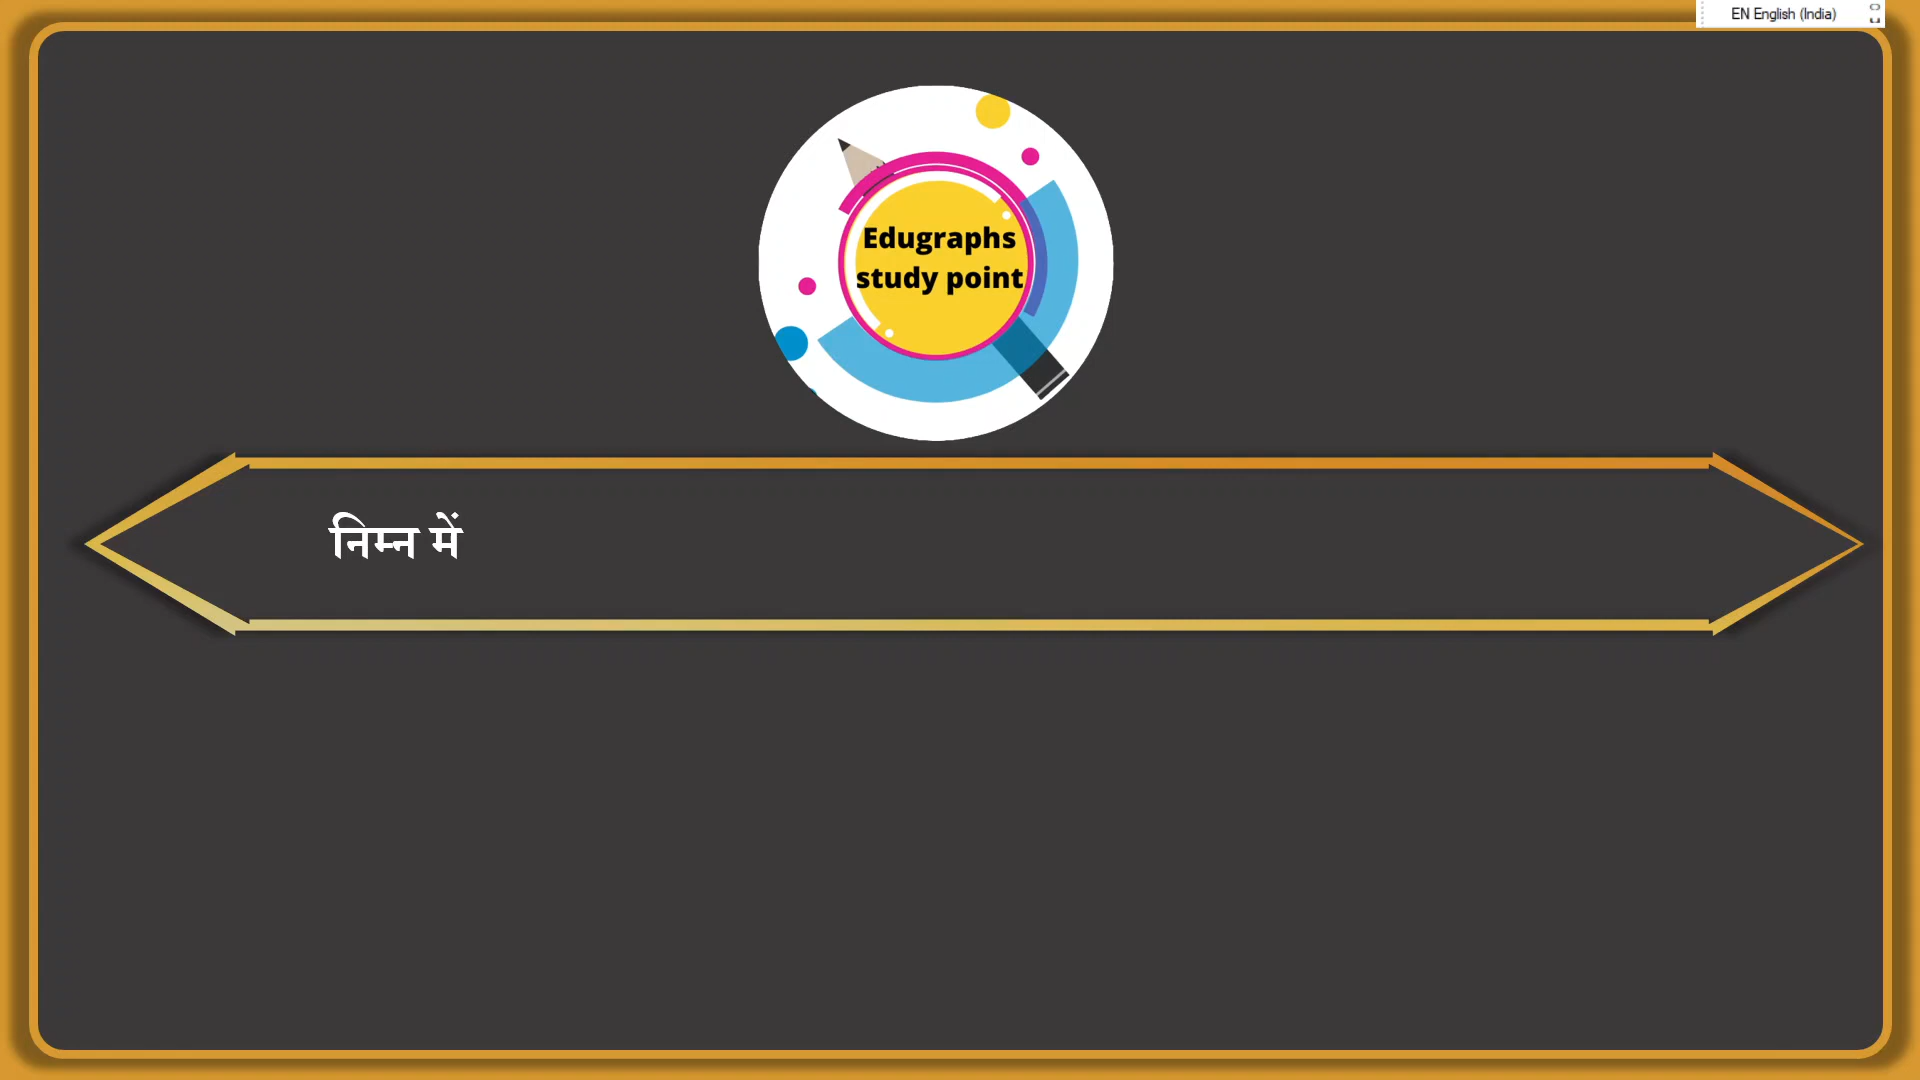 EN English (India)
Edugraphs
study point
निम्न में